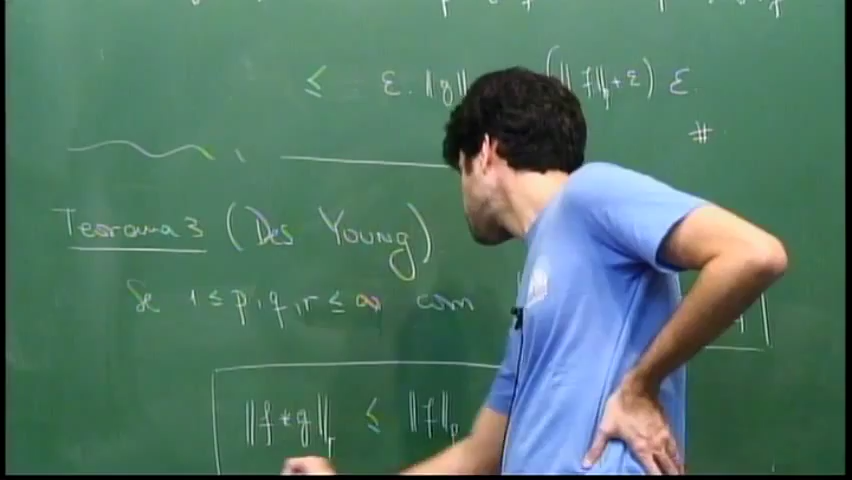 ≤ ε. ‖g‖ (‖f‖p + ε) ε.
#
Teorema 3 (Des Young)
Se 1 ≤ p, q, r ≤ ∞ com
‖f * g‖r ≤ ‖f‖p